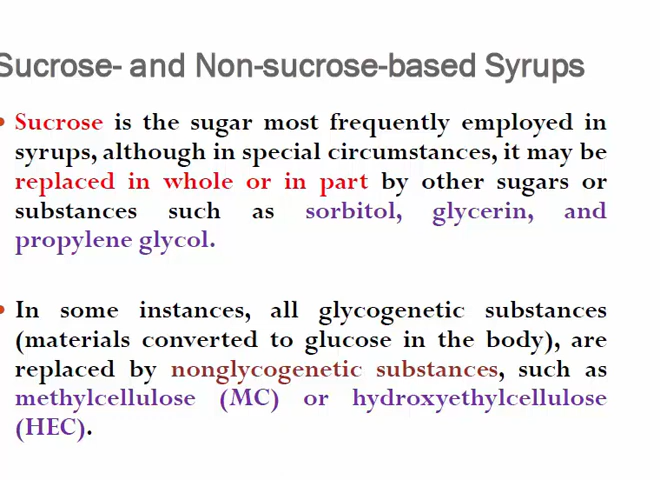 Sucrose- and Non-sucrose-based Syrups
• Sucrose is the sugar most frequently employed in
syrups, although in special circumstances, it may be
replaced in whole or in part by other sugars or
substances such as sorbitol, glycerin, and
propylene glycol.
• In some instances, all glycogenetic substances
(materials converted to glucose in the body), are
replaced by nonglycogenetic substances, such as
methylcellulose (MC) or hydroxyethylcellulose
(HEC).